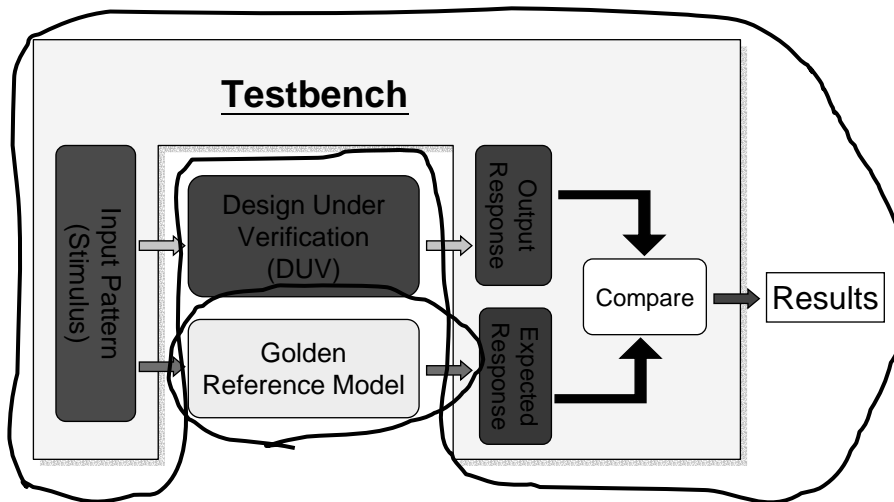 Testbench
Input Pattern
(Stimulus)
Design Under
Verification
(DUV)
Golden
Reference Model
Output
Response
Expected
Response
Compare
Results